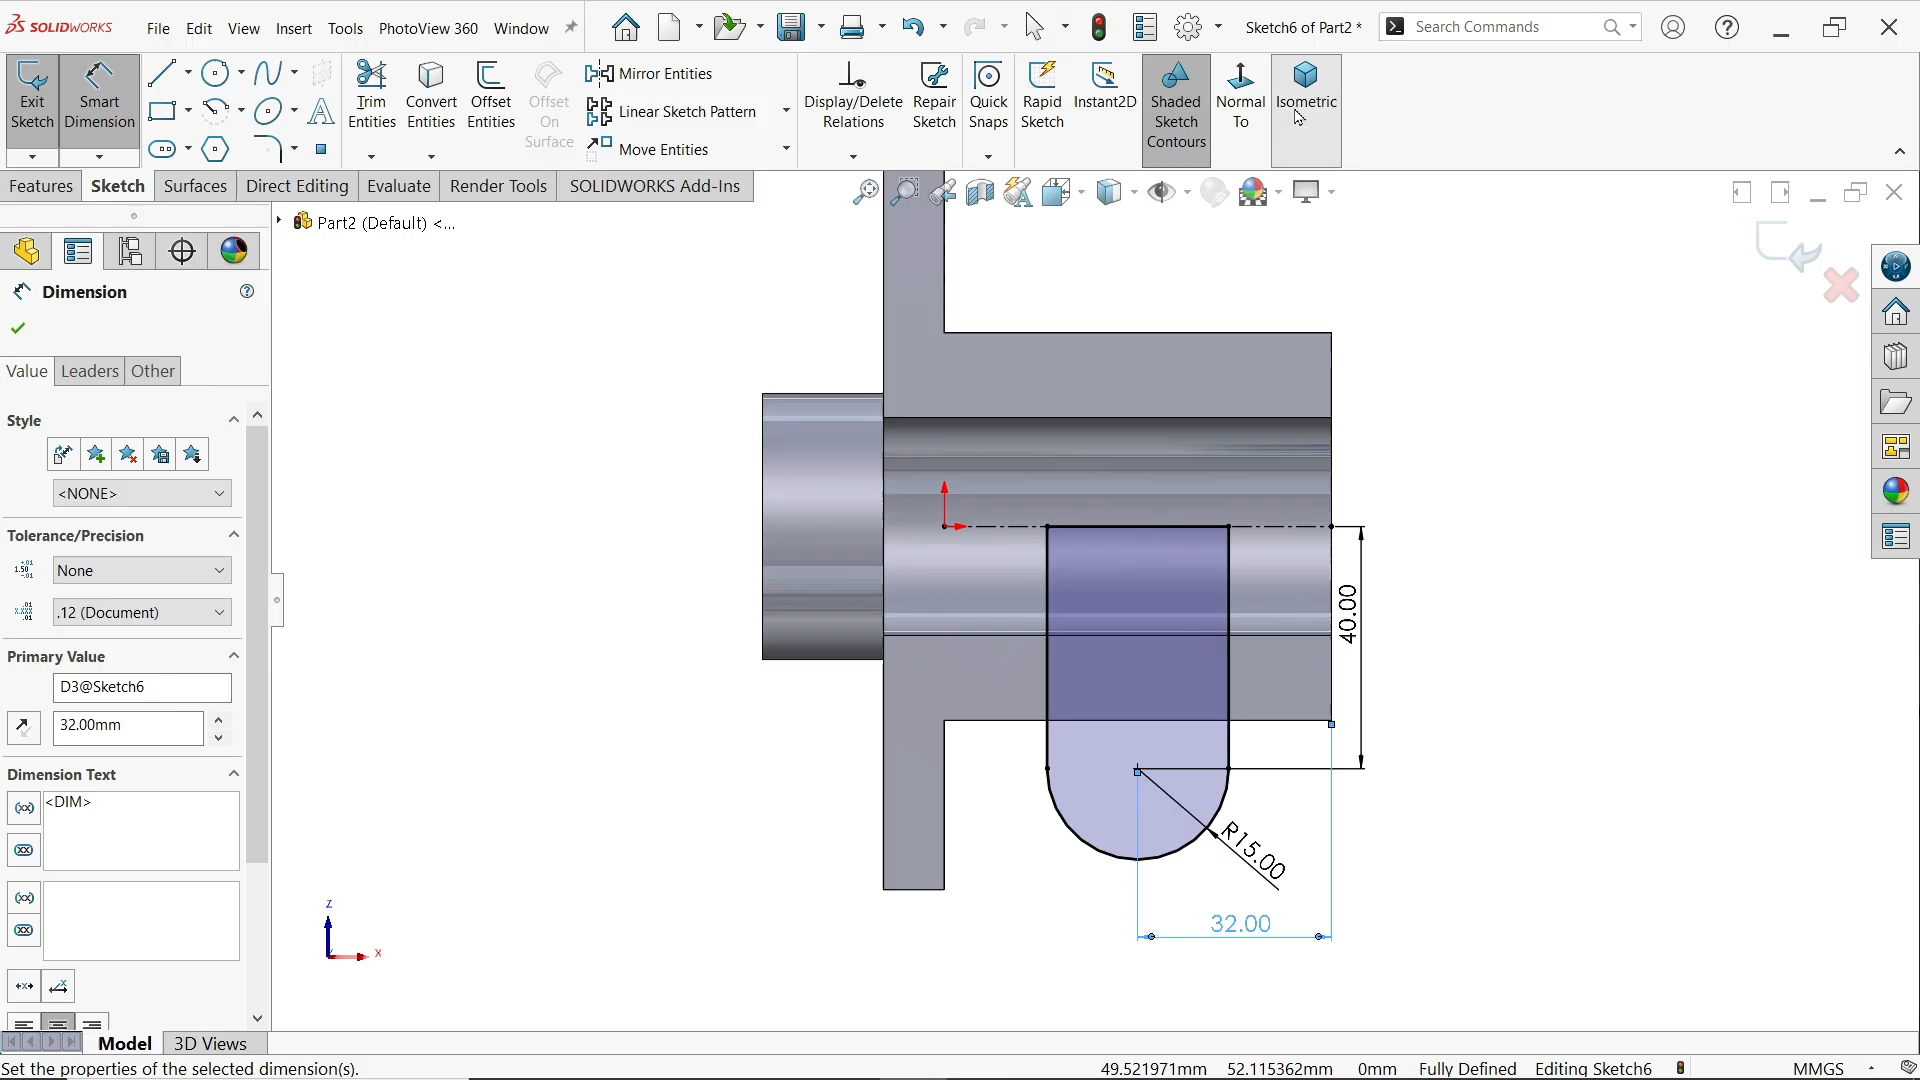 SOLIDWORKS File Edit View Insert Tools PhotoView 360 Window Sketch6 of Part2 * Search Commands
Exit Sketch
Smart Dimension
Trim Entities
Convert Entities
Offset Entities
Offset On Surface
Mirror Entities
Linear Sketch Pattern
Move Entities
Display/Delete Relations
Repair Sketch
Quick Snaps
Rapid Sketch
Instant2D
Shaded Sketch Contours
Normal To
Isometric
Features Sketch Surfaces Direct Editing Evaluate Render Tools SOLIDWORKS Add-Ins
Part2 (Default) <...
Dimension
Value Leaders Other
Style
<NONE>
Tolerance/Precision
None
.12 (Document)
Primary Value
D3@Sketch6
32.00mm
Dimension Text
<DIM>
40.00
R15.00
32.00
z
x
Model 3D Views
Set the properties of the selected dimension(s). 49.521971mm 52.115362mm 0mm Fully Defined Editing Sketch6 MMGS